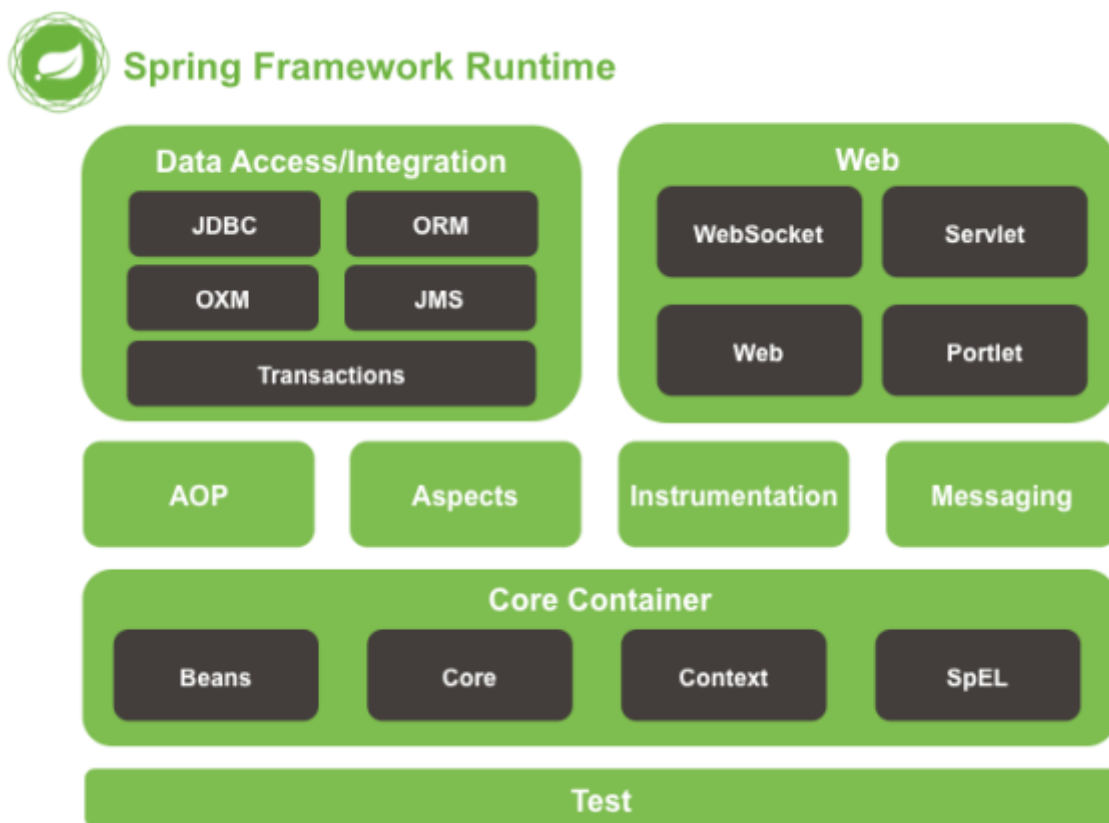 Spring Framework Runtime
Data Access/Integration
JDBC ORM
OXM JMS
Transactions
Web
WebSocket Servlet
Web Portlet
AOP Aspects Instrumentation Messaging
Core Container
Beans Core Context SpEL
Test